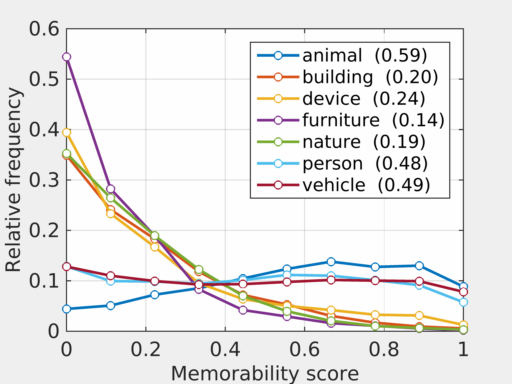 0.6
0.5
0.4
0.3
0.2
0.1
0
Relative frequency
animal (0.59)
building (0.20)
device (0.24)
furniture (0.14)
nature (0.19)
person (0.48)
vehicle (0.49)
0 0.2 0.4 0.6 0.8 1
Memorability score